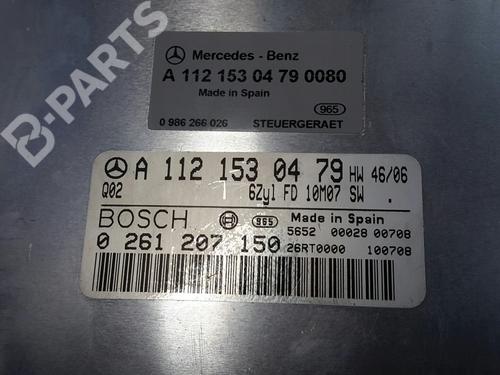 B-PARTS
Mercedes - Benz
A 112 153 04 79 0080
Made in Spain
965
0 986 266 026 STEUERGERAET
A 112 153 04 79 HW 46/06
Q02 6Zyl FD 10M07 SW .
BOSCH 965 Made in Spain
5652 00028 00708
0 261 207 150 26RT0000 100708